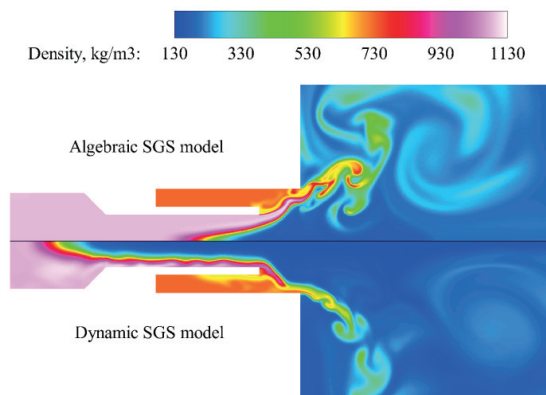 Density, kg/m3: 130 330 530 730 930 1130
Algebraic SGS model
Dynamic SGS model